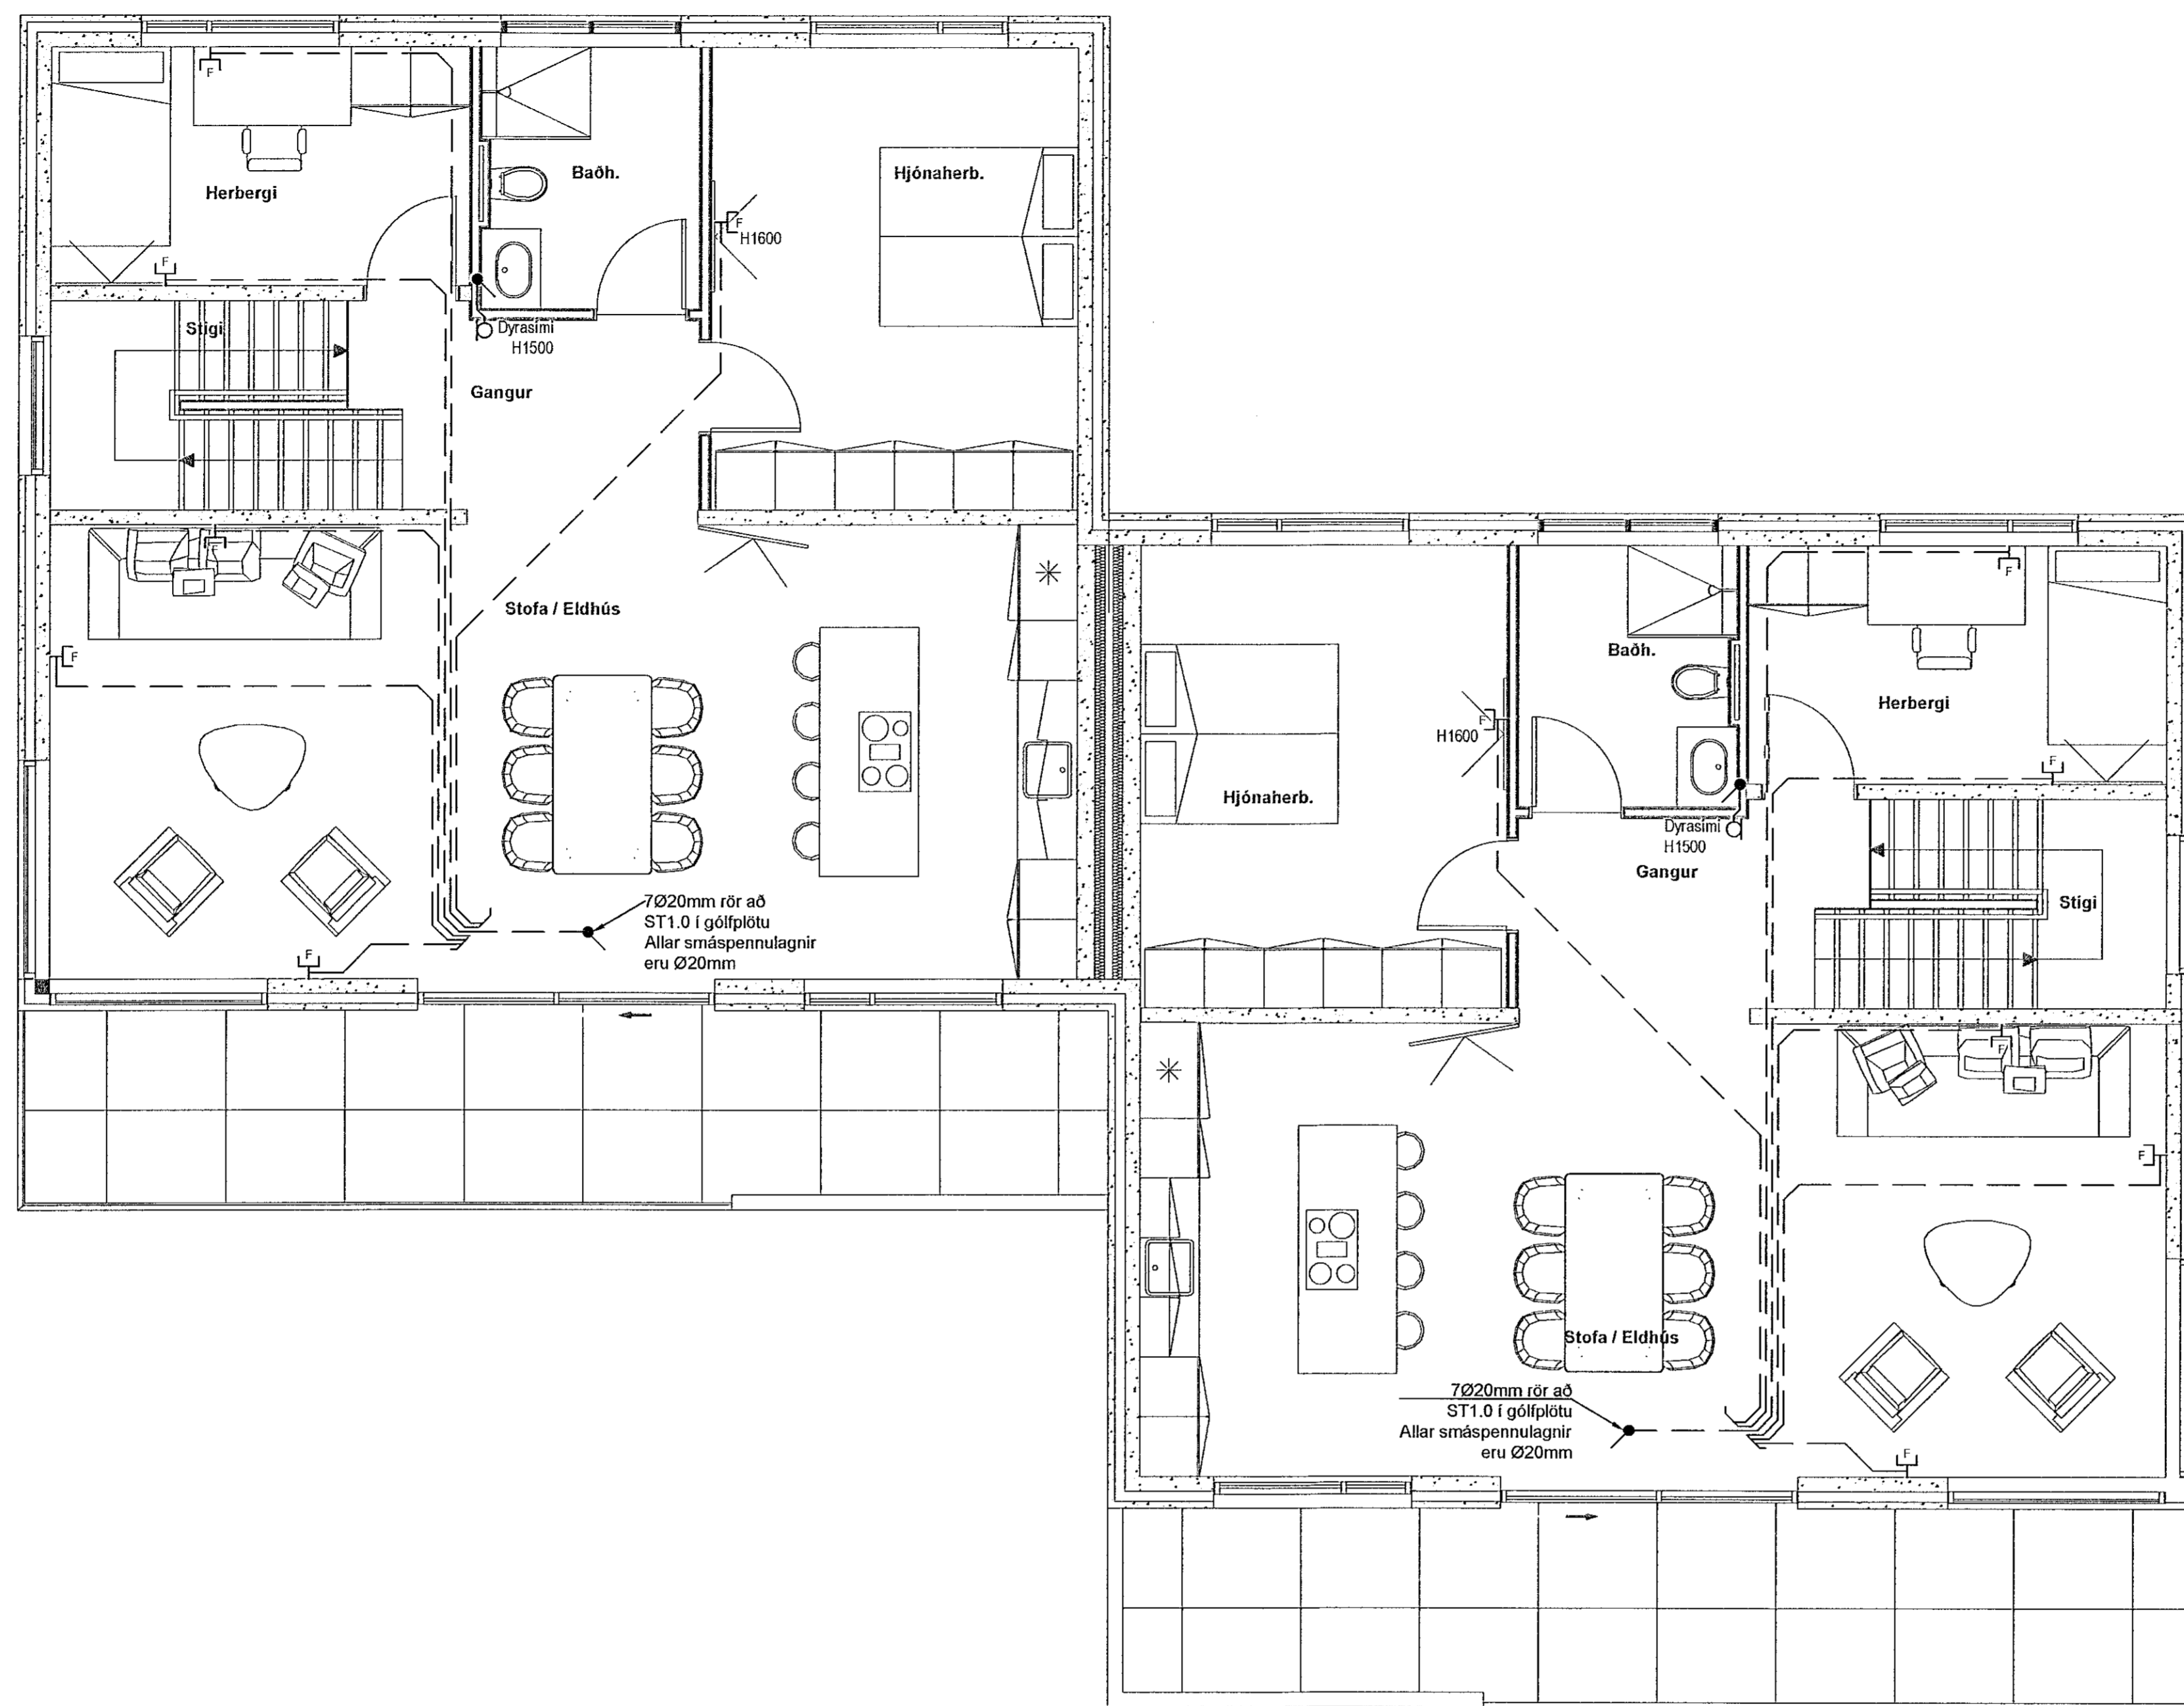 F
Baðh.
Hjónaherb.
Herbergi
F
H1600
F
Stigi
Dyrasími
H1500
Gangur
F
Stofa / Eldhús
F
7Ø20mm rör að
ST1.0 í gólfplötu
Allar smáspennulagnir
eru Ø20mm
F
F
Baðh.
Herbergi
F
H1600
F
Hjónaherb.
Dyrasími
H1500
Gangur
Stigi
F
F
Stofa / Eldhús
7Ø20mm rör að
ST1.0 í gólfplötu
Allar smáspennulagnir
eru Ø20mm
F